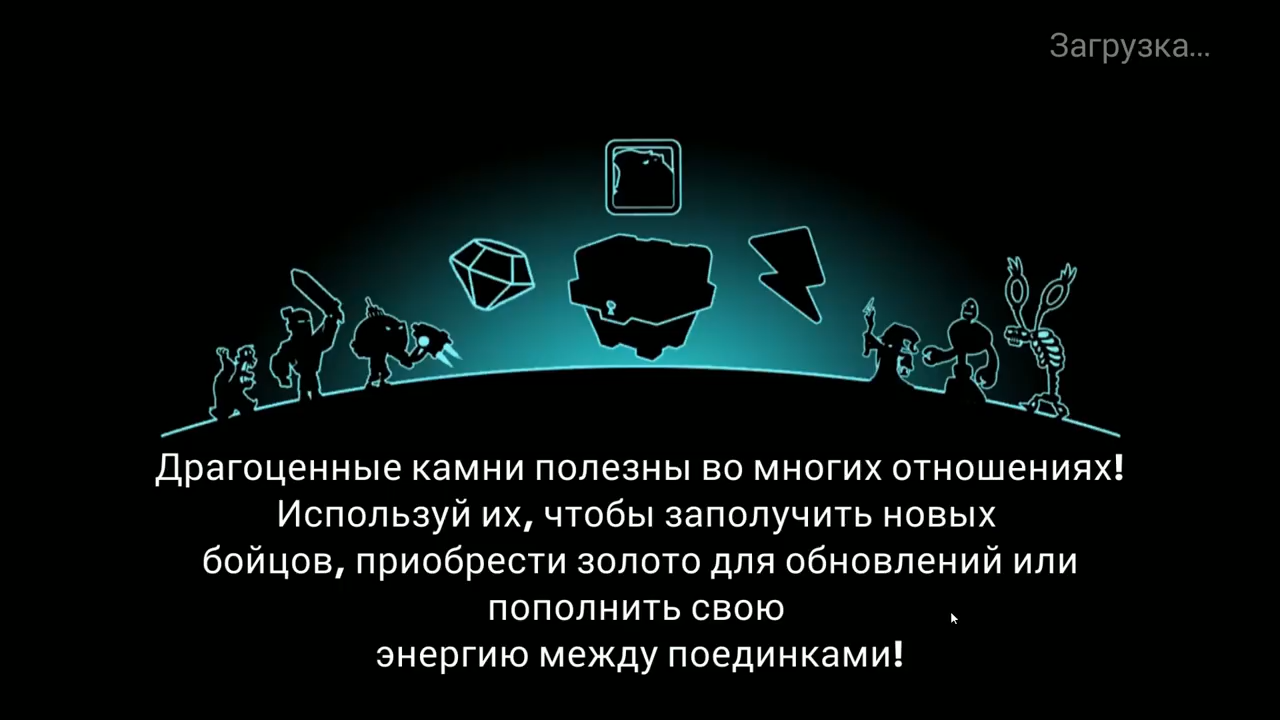 Загрузка...
Драгоценные камни полезны во многих отношениях!
Используй их, чтобы заполучить новых
бойцов, приобрести золото для обновлений или
пополнить свою
энергию между поединками!